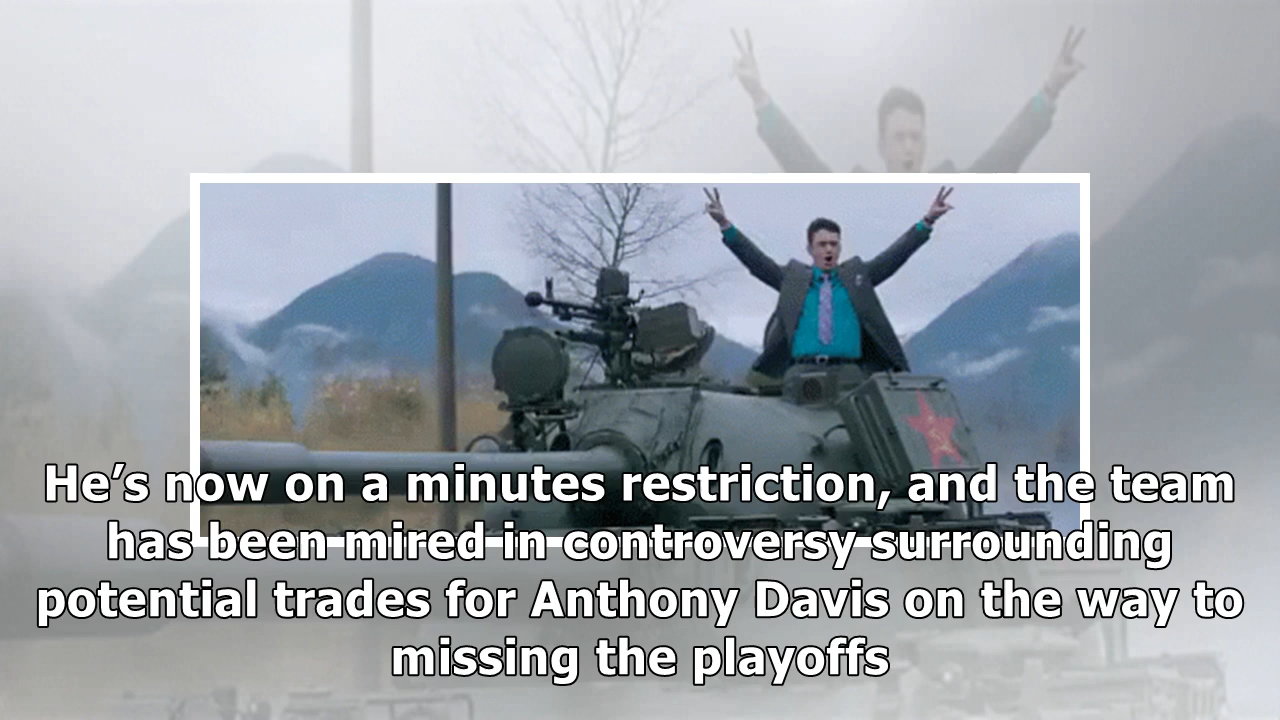 He’s now on a minutes restriction, and the team
has been mired in controversy surrounding
potential trades for Anthony Davis on the way to
missing the playoffs